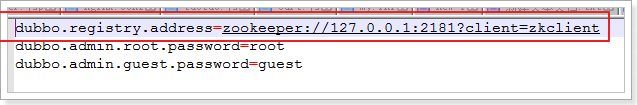 dubbo.registry.address=zookeeper://127.0.0.1:2181?client=zkclient
dubbo.admin.root.password=root
dubbo.admin.guest.password=guest